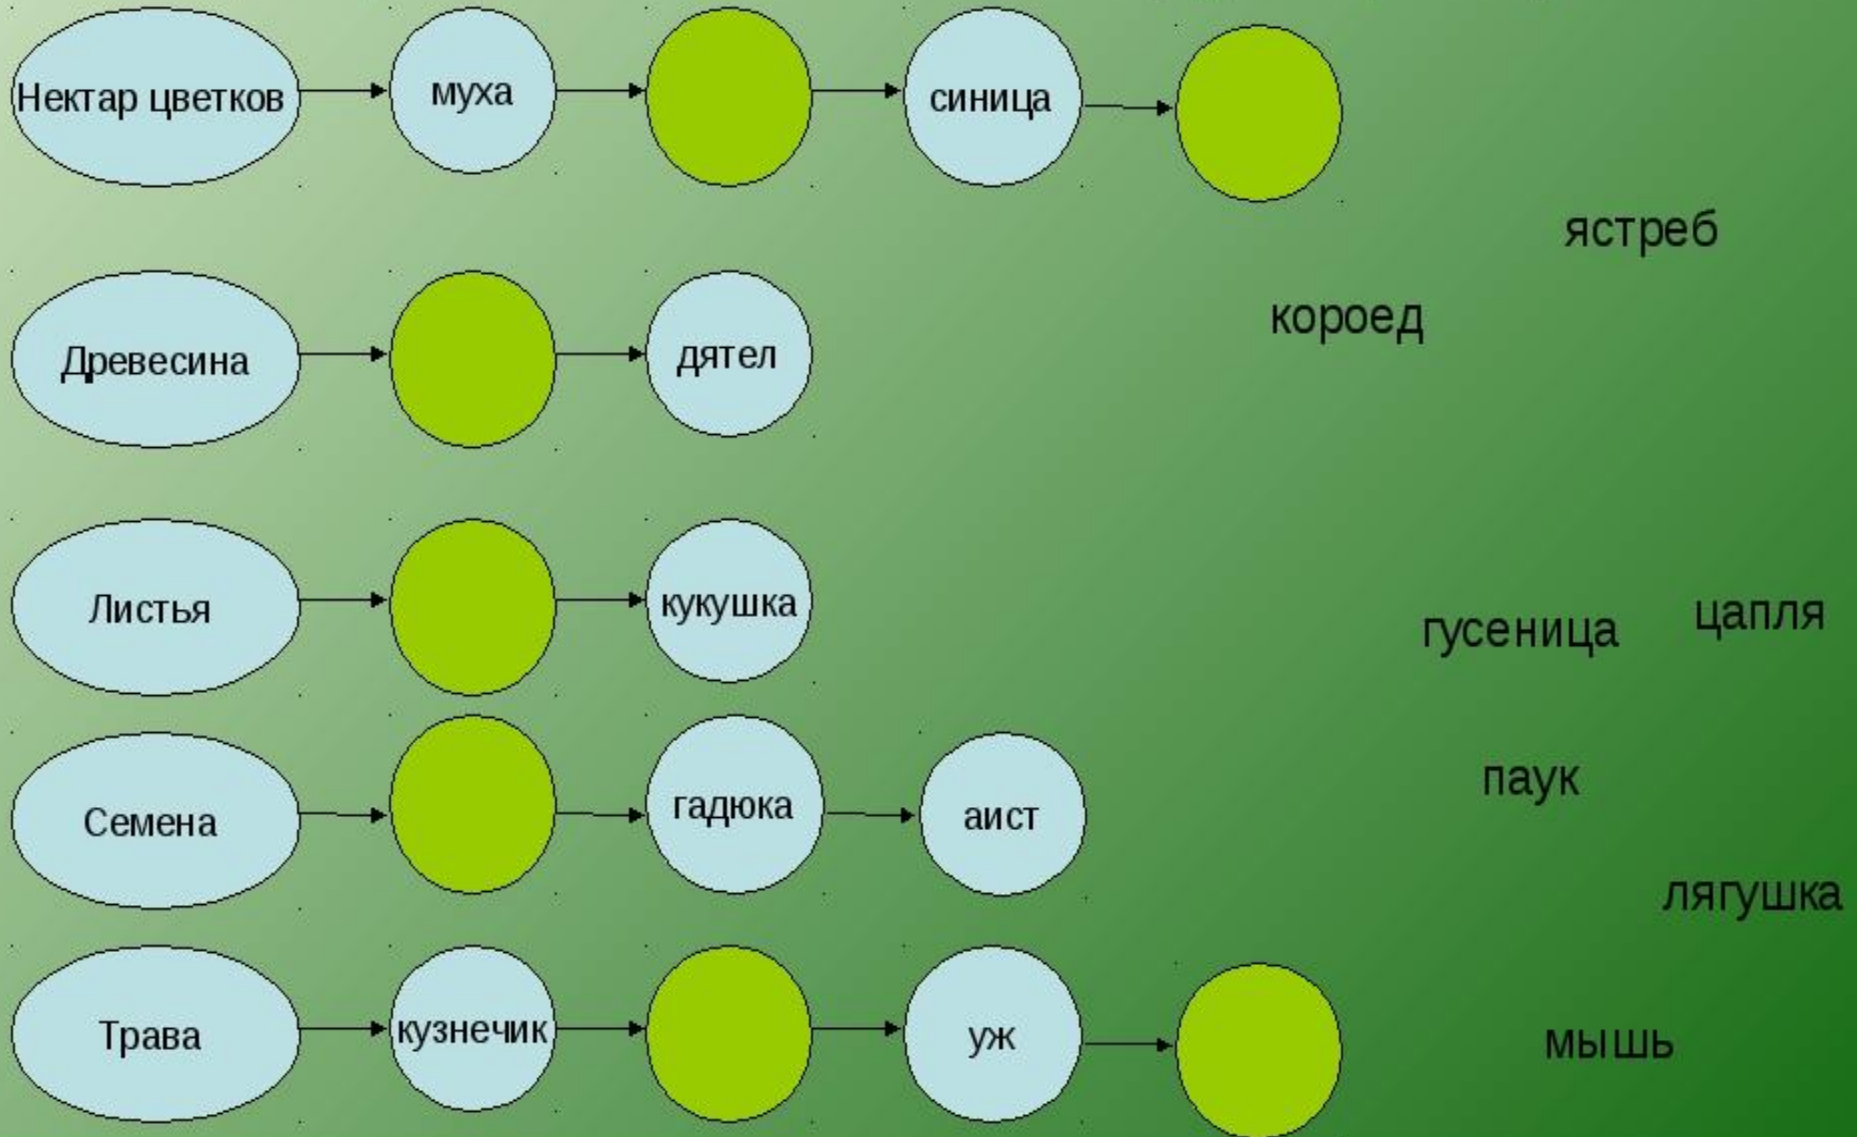 Нектар цветков муха синица
ястреб
короед
Древесина дятел
Листья кукушка
гусеница цапля
паук
Семена гадюка аист
лягушка
Трава кузнечик уж
мышь